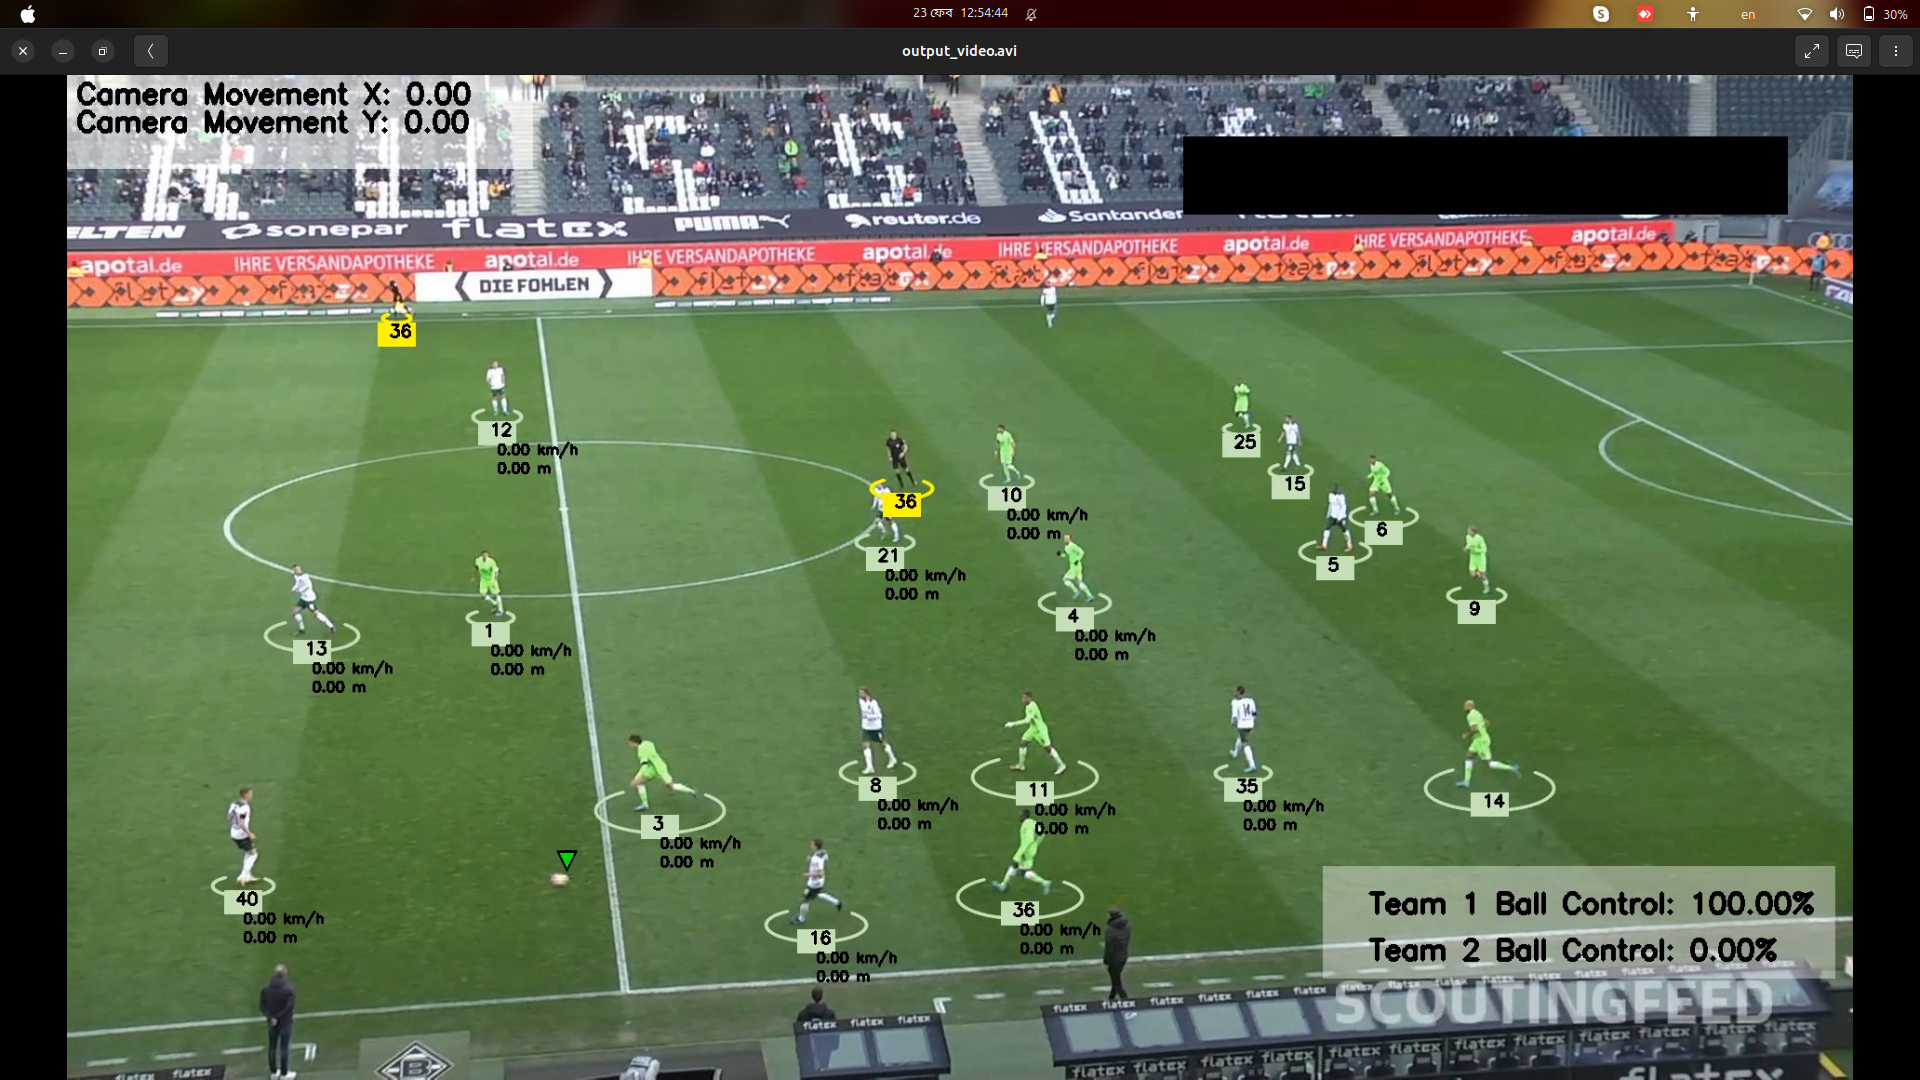 23 ফেব 12:54:44
en
30%
output_video.avi
Camera Movement X: 0.00
Camera Movement Y: 0.00
sonepar flatex PUMA reuter.de Santander
apotal.de IHRE VERSANDAPOTHEKE apotal.de IHRE VERSANDAPOTHEKE apotal.de IHRE VERSANDAPOTHEKE apotal.de IHRE VERSANDAPOTHEKE apotal.de
DIE FOHLEN
36
12
0.00 km/h
0.00 m
25
15
36
10
0.00 km/h
0.00 m
6
21
0.00 km/h
0.00 m
5
9
4
0.00 km/h
0.00 m
13
0.00 km/h
0.00 m
1
0.00 km/h
0.00 m
8
0.00 km/h
0.00 m
11
0.00 km/h
0.00 m
35
0.00 km/h
0.00 m
14
3
0.00 km/h
0.00 m
40
0.00 km/h
0.00 m
16
0.00 km/h
0.00 m
36
0.00 km/h
0.00 m
Team 1 Ball Control: 100.00%
Team 2 Ball Control: 0.00%
SCOUTINGFEED
flatex flatex flatex